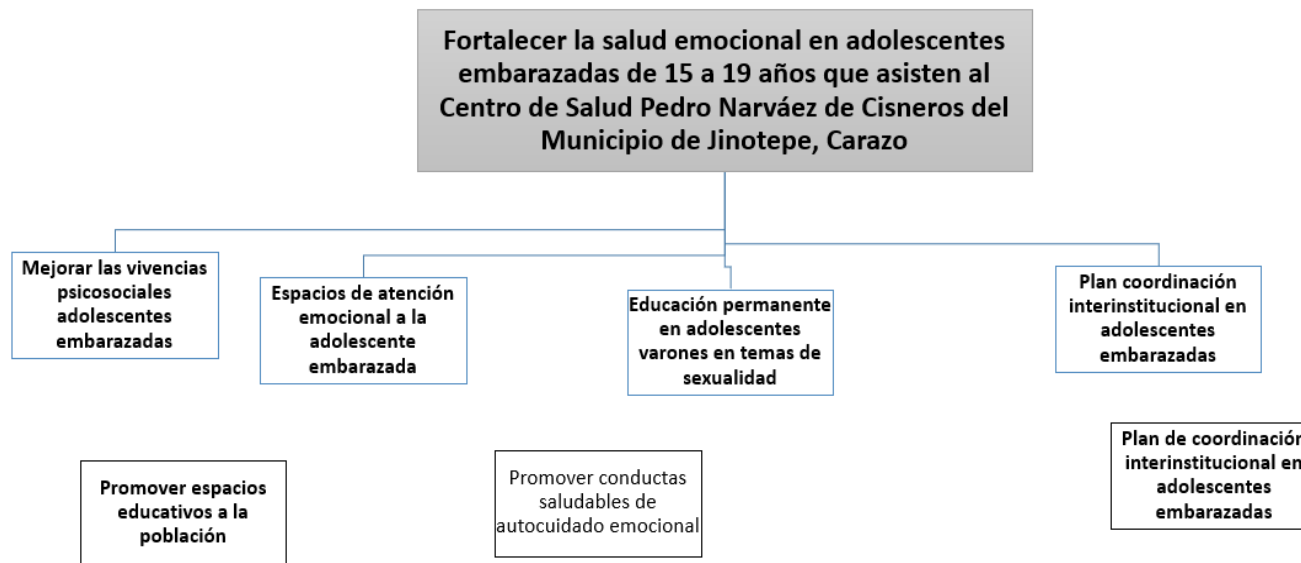 Fortalecer la salud emocional en adolescentes
embarazadas de 15 a 19 años que asisten al
Centro de Salud Pedro Narváez de Cisneros del
Municipio de Jinotepe, Carazo
Mejorar las vivencias
psicosociales
adolescentes
embarazadas
Espacios de atención
emocional a la
adolescente
embarazada
Educación permanente
en adolescentes
varones en temas de
sexualidad
Plan coordinación
interinstitucional en
adolescentes
embarazadas
Promover espacios
educativos a la
población
Promover conductas
saludables de
autocuidado emocional
Plan de coordinación
interinstitucional en
adolescentes
embarazadas